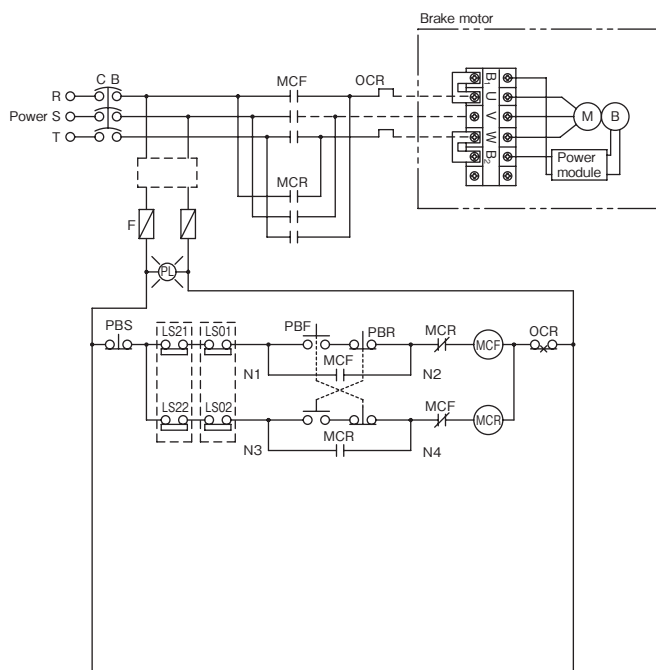 Brake motor
C B
MCF
OCR
R
Power S
T
B1
U
V
W
B2
M
B
Power
module
MCR
F
PL
PBS
LS21
LS01
PBF
PBR
MCR
MCF
OCR
MCF
N1
N2
LS22
LS02
MCF
MCR
MCR
N3
N4